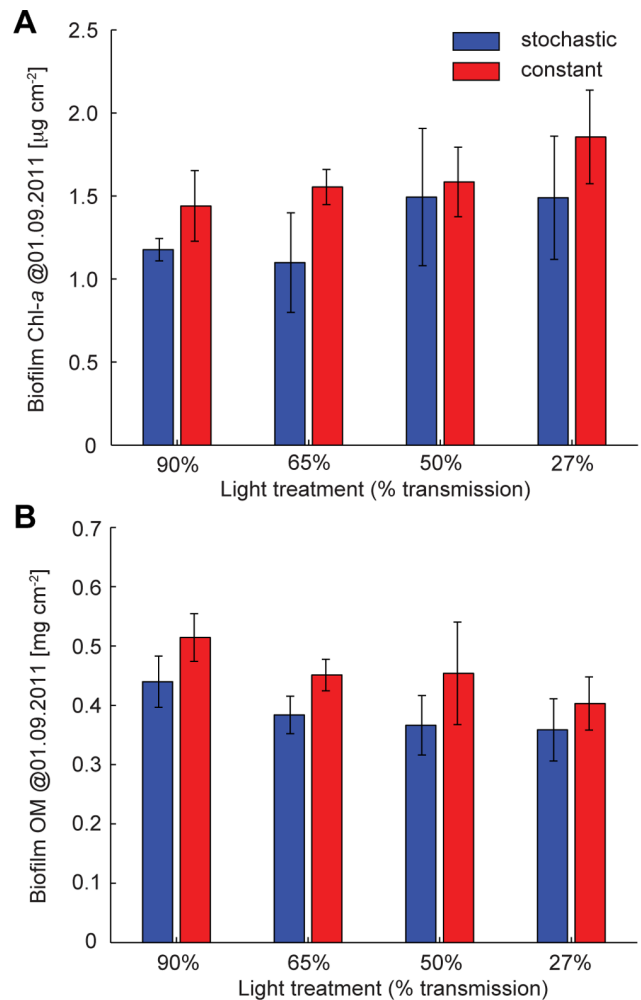 A
Biofilm Chl-a @01.09.2011 [µg cm-2]
2.5
2.0
1.5
1.0
0.5
0
stochastic
constant
90% 65% 50% 27%
Light treatment (% transmission)
B
Biofilm OM @01.09.2011 [mg cm-2]
0.7
0.6
0.5
0.4
0.3
0.2
0.1
0
90% 65% 50% 27%
Light treatment (% transmission)